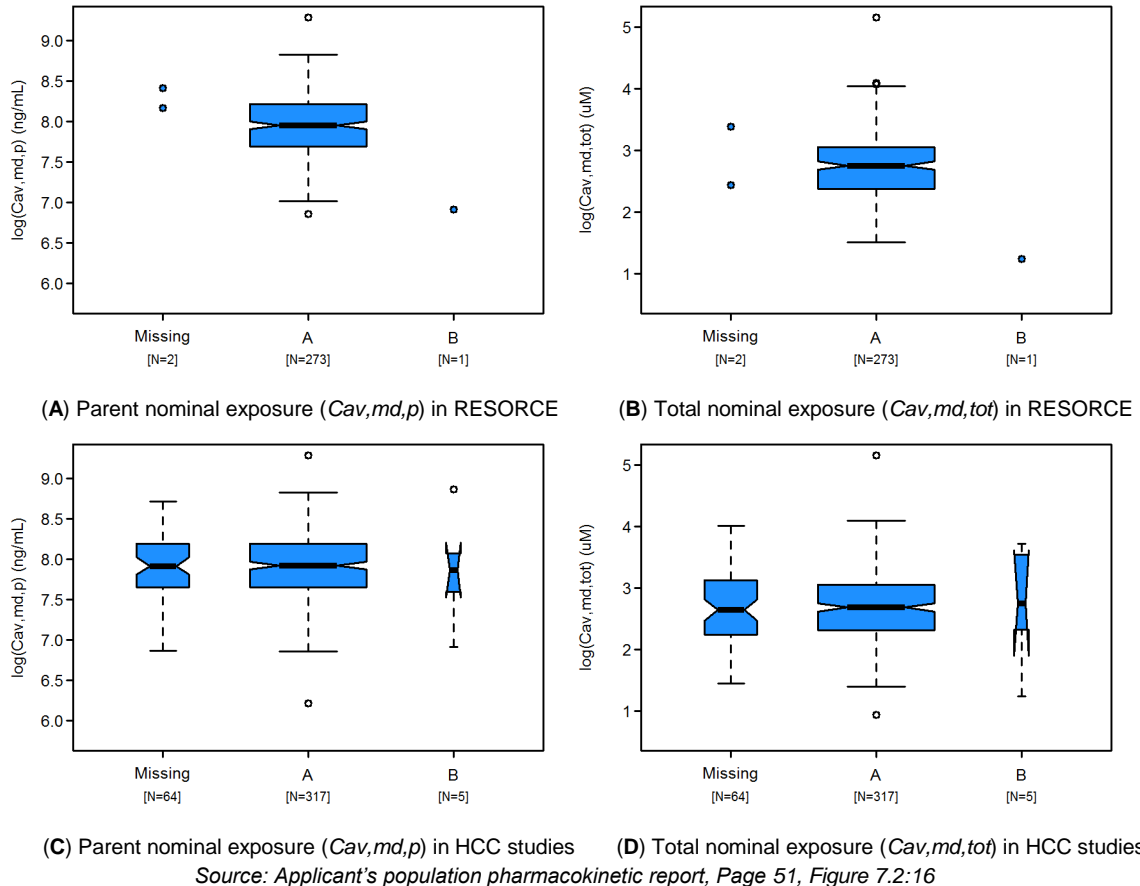 log(Cav,md,p) (ng/mL)
9.0
8.5
8.0
7.5
7.0
6.5
6.0
Missing
A
B
[N=2]
[N=273]
[N=1]
(A) Parent nominal exposure (Cav,md,p) in RESORCE
log(Cav,md,tot) (uM)
5
4
3
2
1
Missing
A
B
[N=2]
[N=273]
[N=1]
(B) Total nominal exposure (Cav,md,tot) in RESORCE
log(Cav,md,p) (ng/mL)
9.0
8.5
8.0
7.5
7.0
6.5
6.0
Missing
A
B
[N=64]
[N=317]
[N=5]
(C) Parent nominal exposure (Cav,md,p) in HCC studies
log(Cav,md,tot) (uM)
5
4
3
2
1
Missing
A
B
[N=64]
[N=317]
[N=5]
(D) Total nominal exposure (Cav,md,tot) in HCC studies
Source: Applicant's population pharmacokinetic report, Page 51, Figure 7.2:16